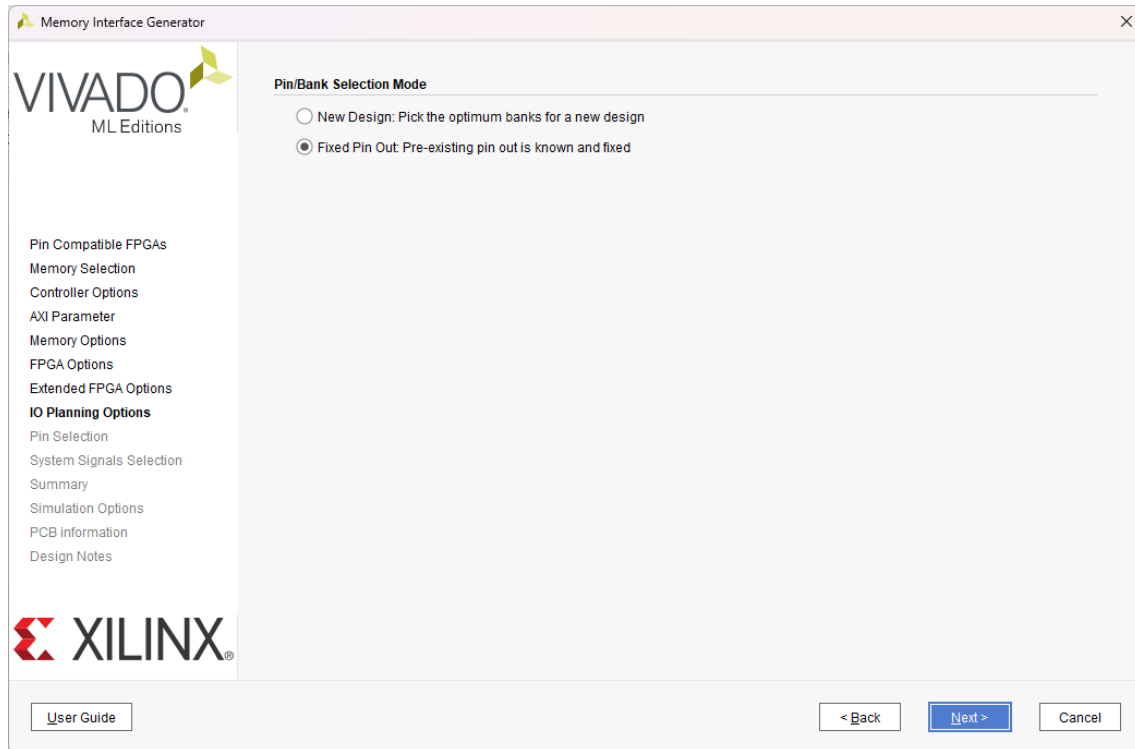 Memory Interface Generator
VIVADO.
ML Editions
Pin Compatible FPGAs
Memory Selection
Controller Options
AXI Parameter
Memory Options
FPGA Options
Extended FPGA Options
IO Planning Options
Pin Selection
System Signals Selection
Summary
Simulation Options
PCB information
Design Notes
XILINX®
Pin/Bank Selection Mode
New Design: Pick the optimum banks for a new design
Fixed Pin Out: Pre-existing pin out is known and fixed
User Guide
< Back
Next >
Cancel